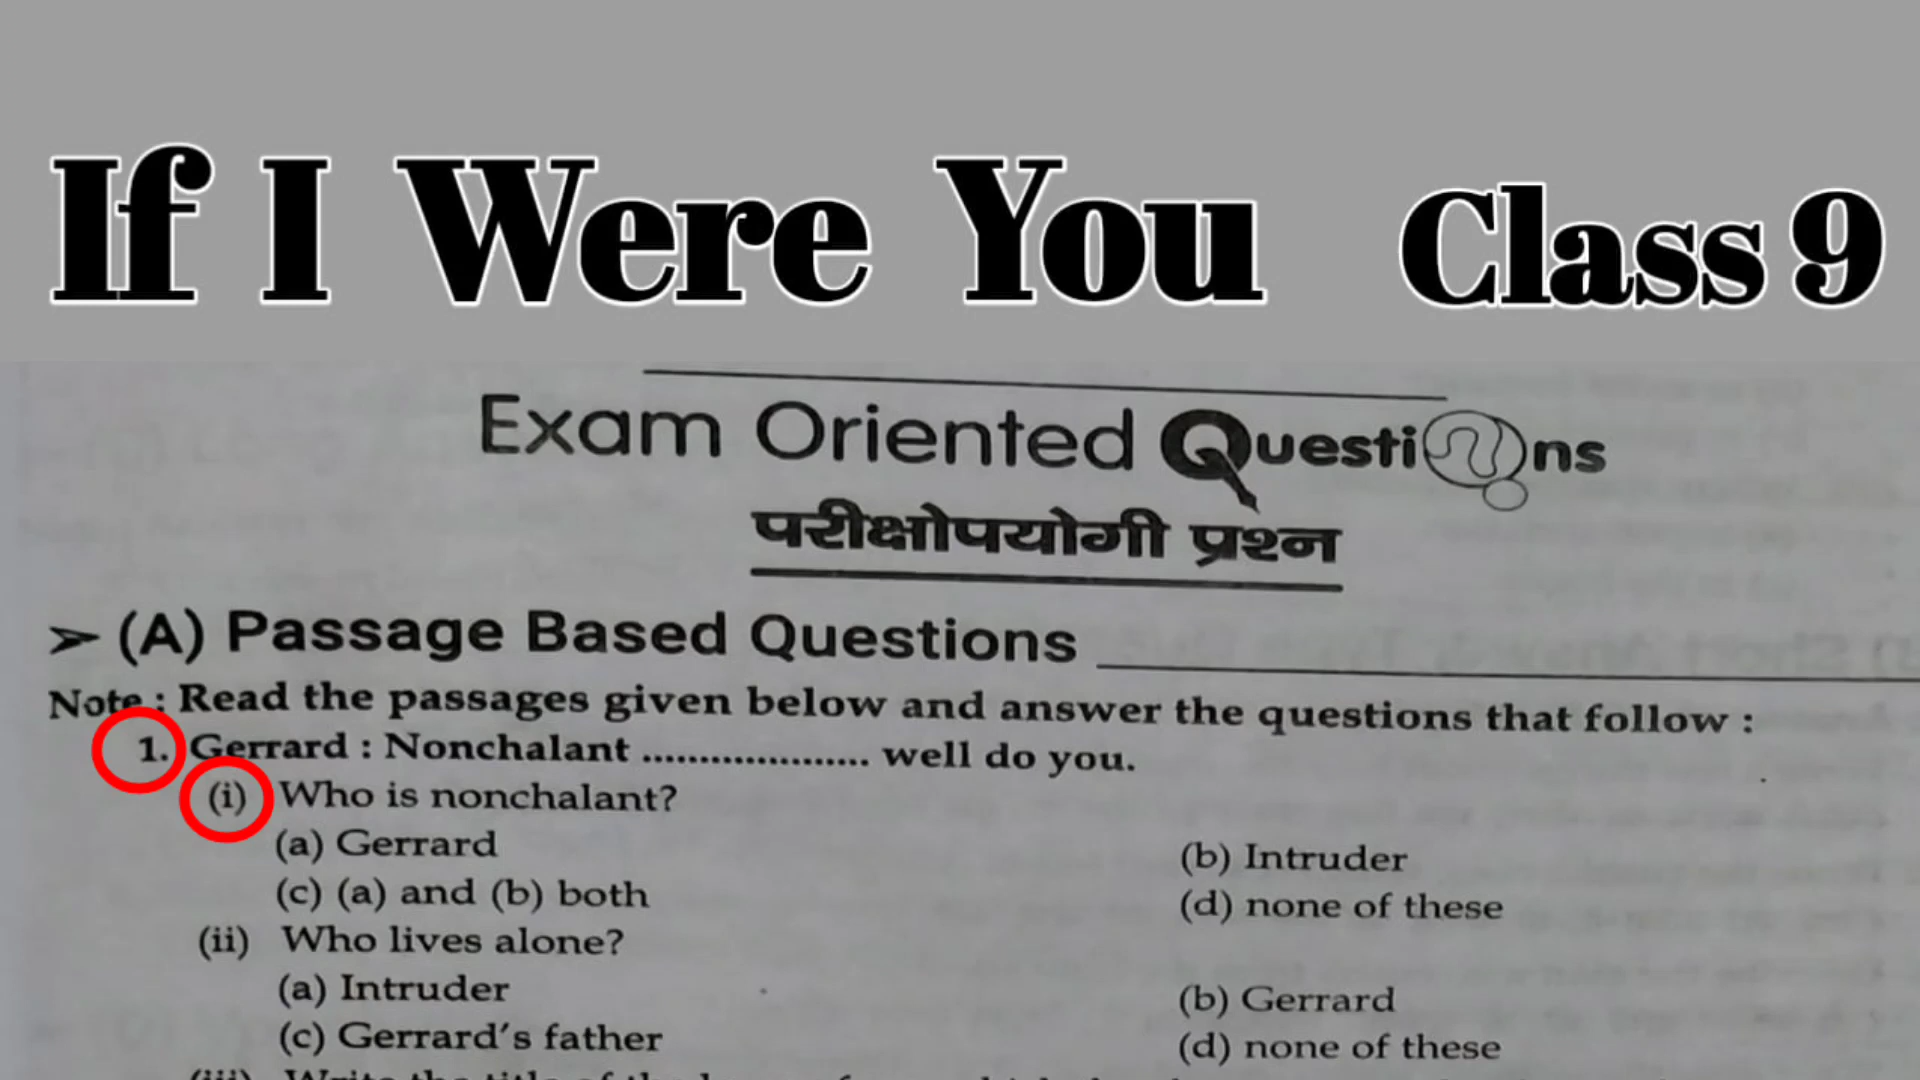 If I Were You Class 9
Exam Oriented Questions
परीक्षोपयोगी प्रश्न
➢ (A) Passage Based Questions
Note : Read the passages given below and answer the questions that follow :
1. Gerrard : Nonchalant .................... well do you.
(i) Who is nonchalant?
(a) Gerrard (b) Intruder
(c) (a) and (b) both (d) none of these
(ii) Who lives alone?
(a) Intruder (b) Gerrard
(c) Gerrard's father (d) none of these